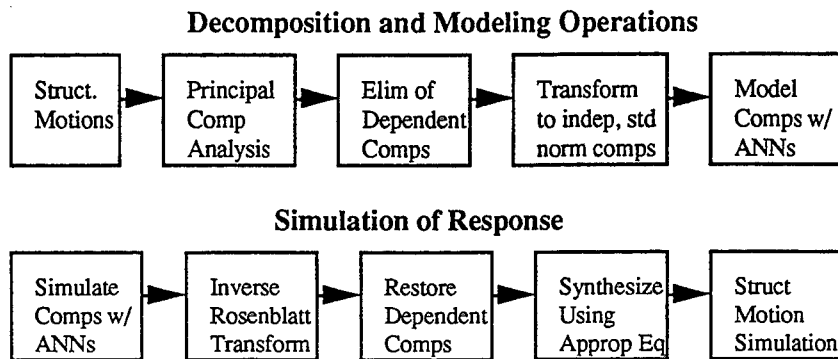 Decomposition and Modeling Operations
Struct.
Motions
Principal
Comp
Analysis
Elim of
Dependent
Comps
Transform
to indep, std
norm comps
Model
Comps w/
ANNs
Simulation of Response
Simulate
Comps w/
ANNs
Inverse
Rosenblatt
Transform
Restore
Dependent
Comps
Synthesize
Using
Approp Eq
Struct
Motion
Simulation